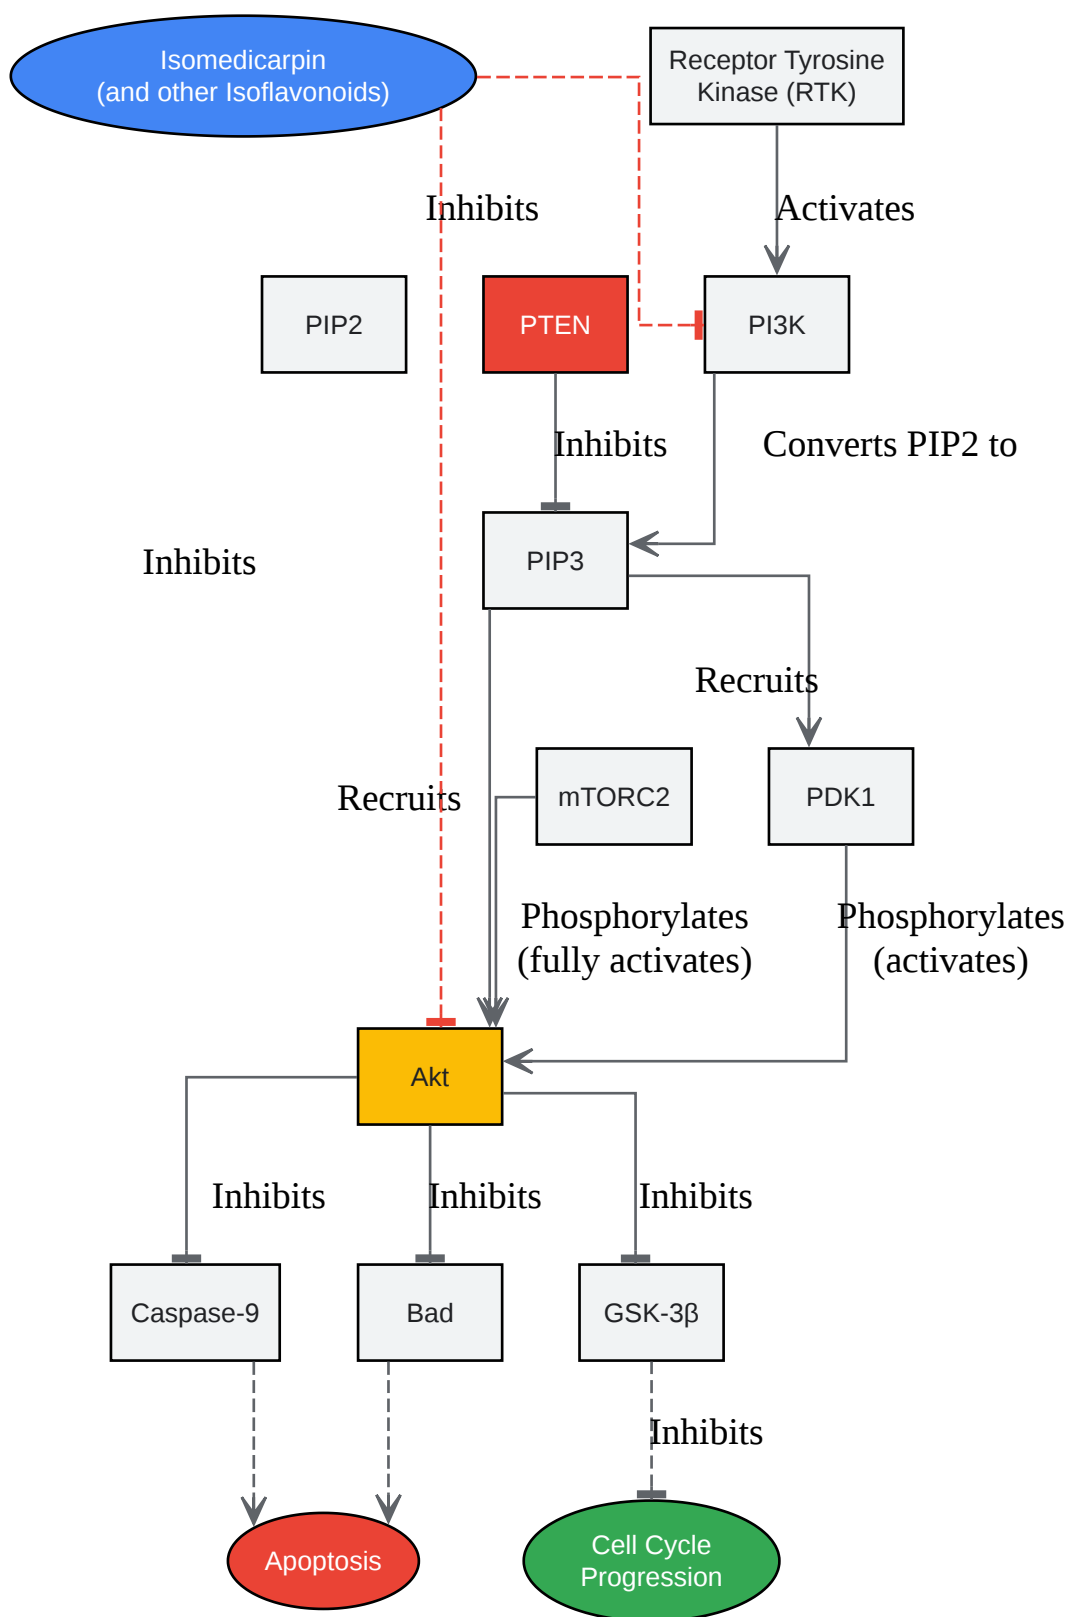 Isomedicarpin
(and other Isoflavonoids)
Receptor Tyrosine
Kinase (RTK)
Inhibits
Activates
PIP2
PTEN
PI3K
Inhibits
Converts PIP2 to
Inhibits
PIP3
Recruits
Recruits
mTORC2
PDK1
Phosphorylates
(fully activates)
Phosphorylates
(activates)
Akt
Inhibits
Inhibits
Inhibits
Caspase-9
Bad
GSK-3β
Inhibits
Apoptosis
Cell Cycle
Progression